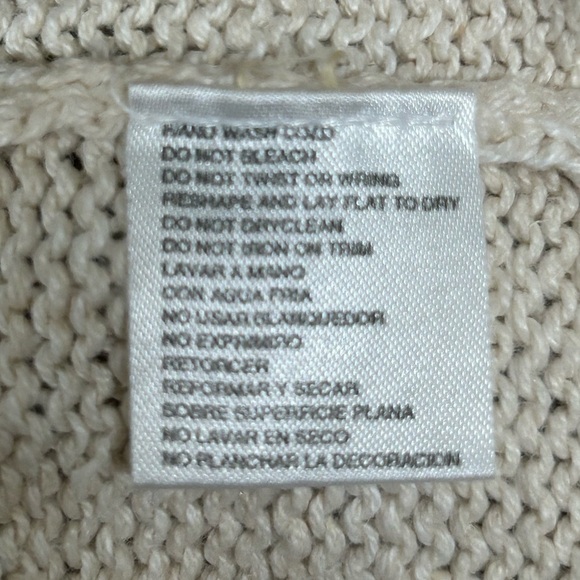 HAND WASH COLD
DO NOT BLEACH
DO NOT TWIST OR WRING
RESHAPE AND LAY FLAT TO DRY
DO NOT DRYCLEAN
DO NOT IRON ON TRIM
LAVAR A MANO
CON AGUA FRIA
NO USAR BLANQUEDOR
NO EXPRIMIRO
RETORCER
REFORMAR Y SECAR
SOBRE SUPERFICIE PLANA
NO LAVAR EN SECO
NO PLANCHAR LA DECORACION